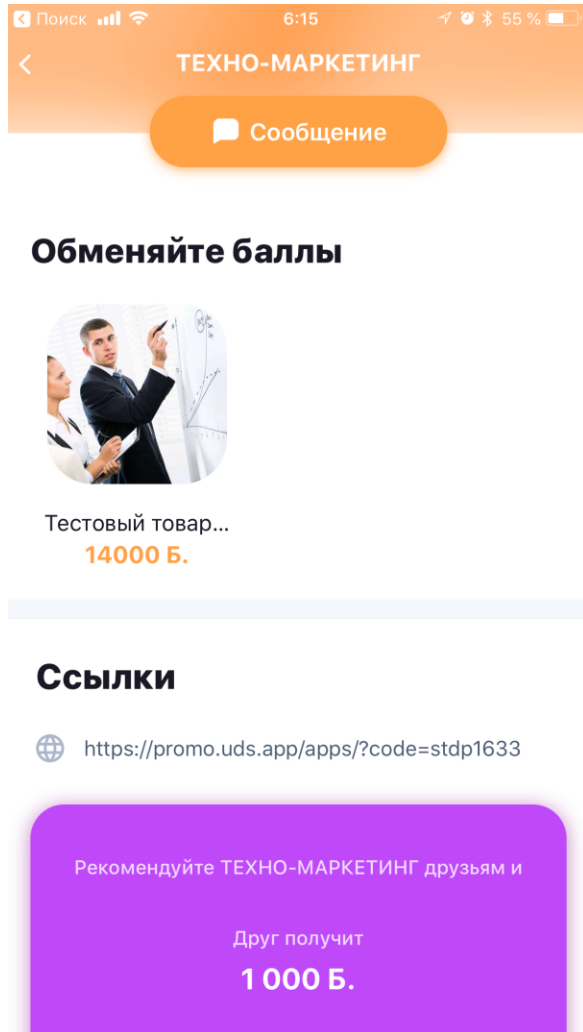 Поиск 6:15 55 %
ТЕХНО-МАРКЕТИНГ
Сообщение
Обменяйте баллы
Тестовый товар...
14000 Б.
Ссылки
https://promo.uds.app/apps/?code=stdp1633
Рекомендуйте ТЕХНО-МАРКЕТИНГ друзьям и
Друг получит
1 000 Б.